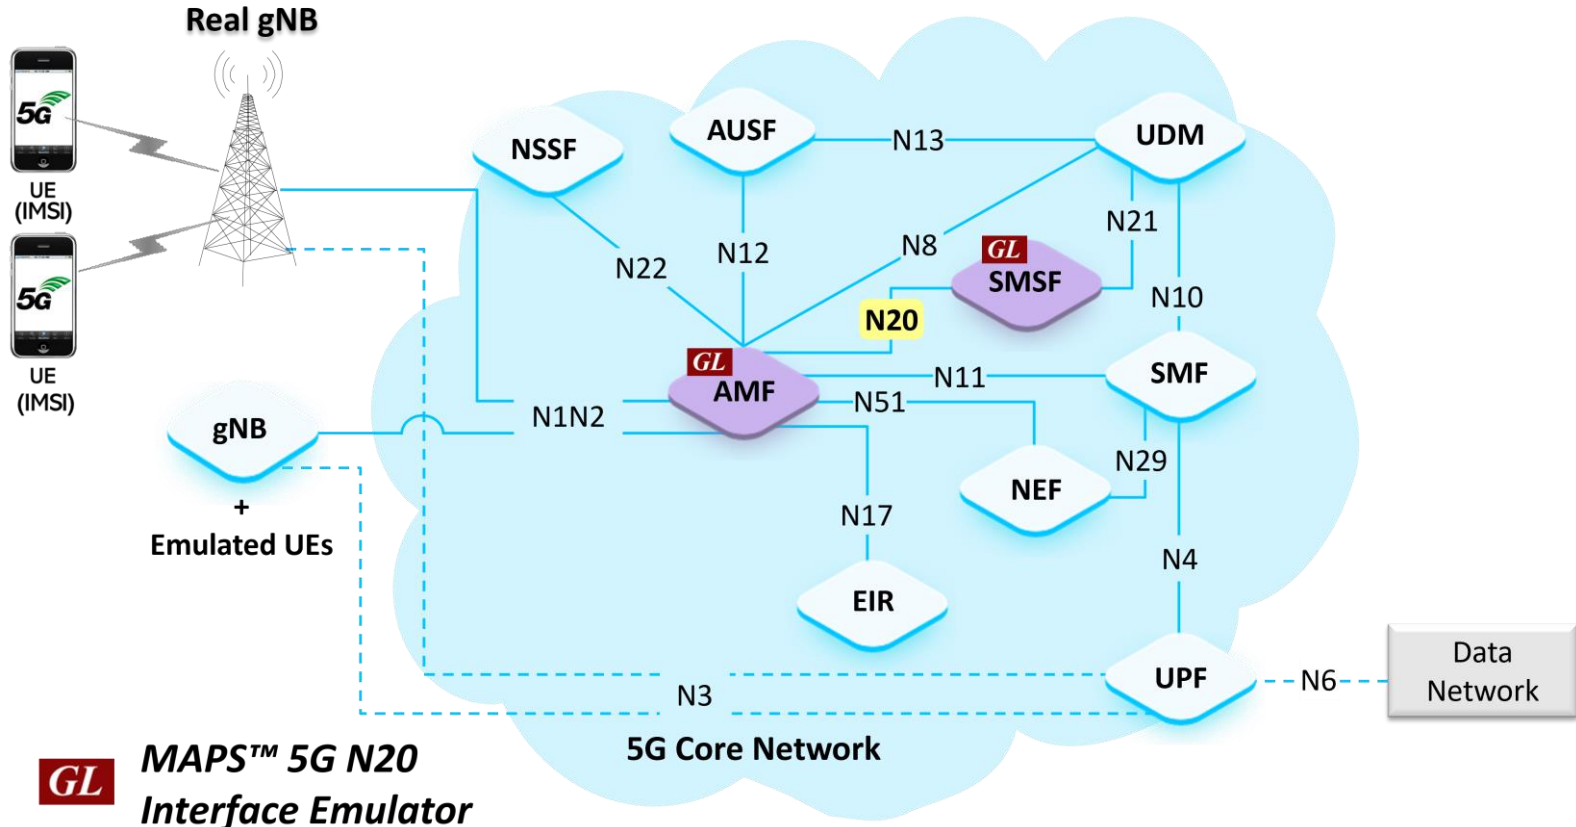 Real gNB
5G
UE
(IMSI)
5G
UE
(IMSI)
NSSF
AUSF
N13
UDM
N22
N12
N8
N21
GL
SMSF
N20
N10
GL
AMF
N11
SMF
N51
N1N2
gNB
+
Emulated UEs
NEF
N29
N17
EIR
N4
N3
UPF
N6
Data
Network
5G Core Network
GL
MAPS™ 5G N20
Interface Emulator